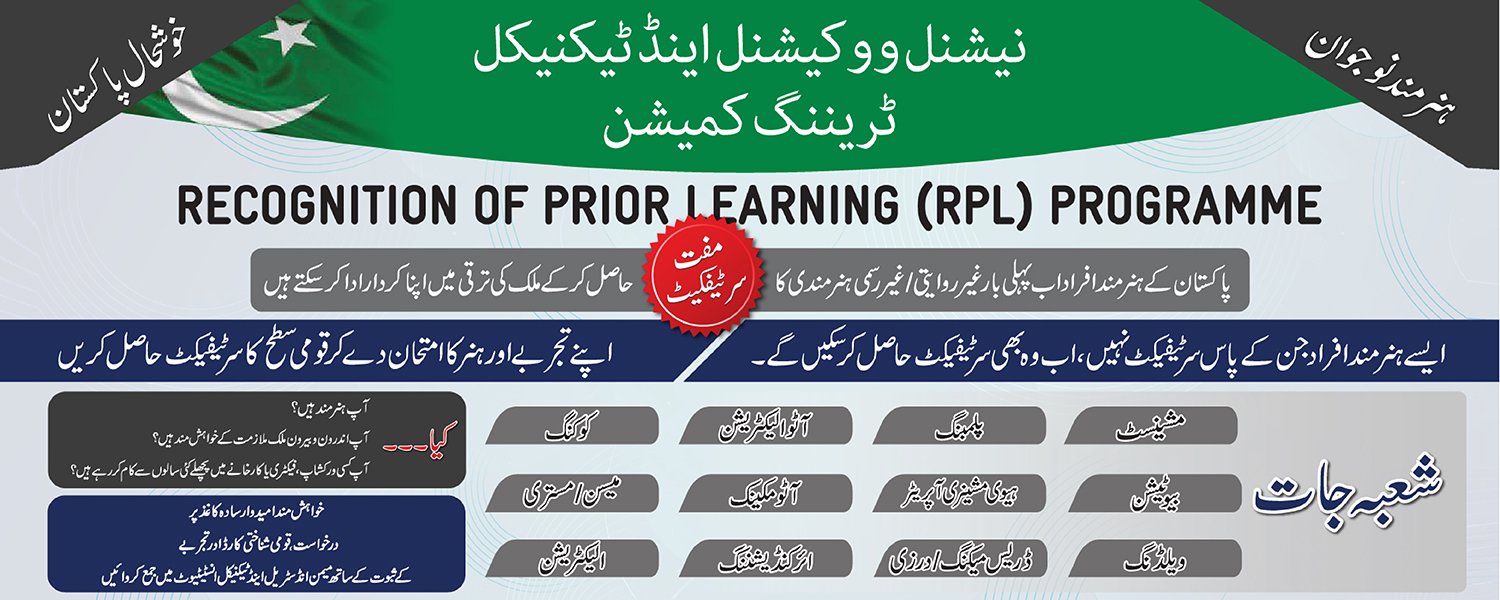 ہنرمند نوجوان
خوشحال پاکستان
نیشنل ووکیشنل اینڈ ٹیکنیکل
ٹریننگ کمیشن
RECOGNITION OF PRIOR LEARNING (RPL) PROGRAMME
پاکستان کے ہنرمند افراد اب پہلی بار غیر روایتی/غیر رسمی ہنرمندی کا
مفت
سرٹیفکیٹ
حاصل کر کے ملک کی ترقی میں اپنا کردار ادا کر سکتے ہیں
ایسے ہنرمند افراد جن کے پاس سرٹیفیکٹ نہیں، اب وہ بھی سرٹیفیکٹ حاصل کر سکیں گے۔
اپنے تجربے اور ہنر کا امتحان دے کر قومی سطح کا سرٹیفیکٹ حاصل کریں
شعبہ جات
مشینسٹ
پلمبنگ
آٹو الیکٹریشن
کوکنگ
بیوٹیشن
ہیوی مشینری آپریٹر
آٹو مکینک
میسن/مستری
ویلڈنگ
ڈریس میکنگ/درزی
ائرکنڈیشننگ
الیکٹریشن
کیا۔۔۔
آپ ہنرمند ہیں؟
آپ اندرون و بیرون ملک ملازمت کے خواہش مند ہیں؟
آپ کسی ورکشاپ، فیکٹری یا کارخانے میں پچھلے کئی سالوں سے کام کر رہے ہیں؟
خواہش مند امیدوار سادہ کاغذ پر
درخواست، قومی شناختی کارڈ اور تجربے
کے ثبوت کے ساتھ میمن انڈسٹریل اینڈ ٹیکنیکل انسٹیٹیوٹ میں جمع کروائیں